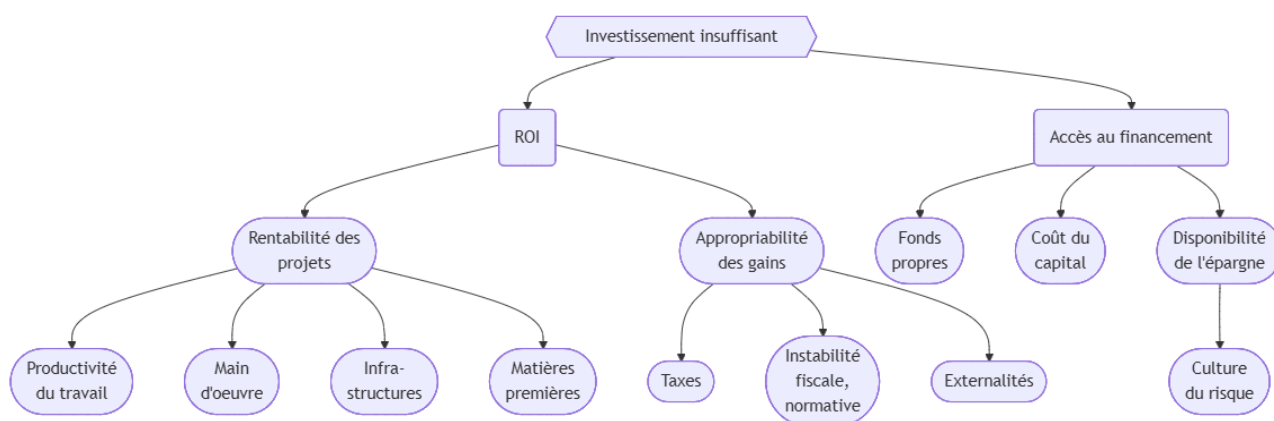 Investissement insuffisant
ROI
Accès au financement
Rentabilité des
projets
Appropriabilité
des gains
Fonds
propres
Coût du
capital
Disponibilité
de l'épargne
Productivité
du travail
Main
d'oeuvre
Infra-
structures
Matières
premières
Taxes
Instabilité
fiscale,
normative
Externalités
Culture
du risque